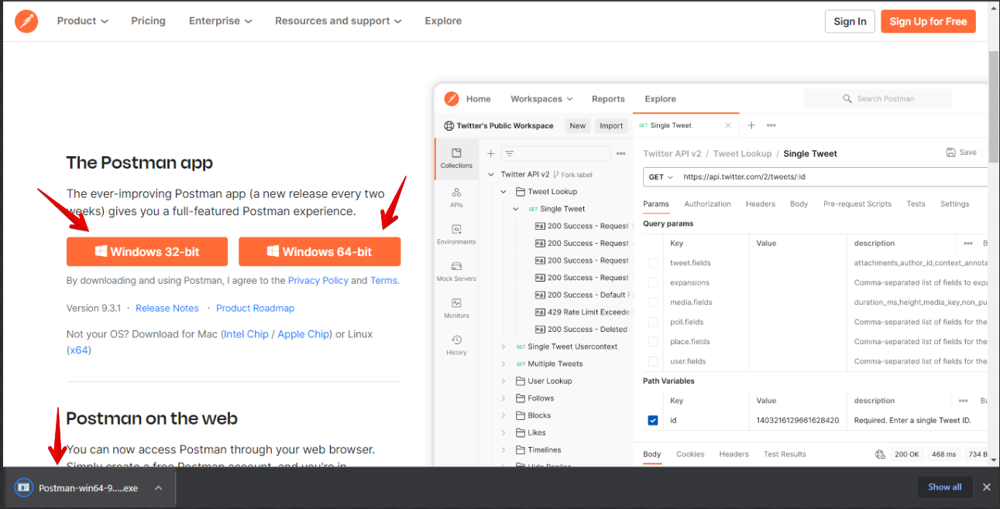 Product
Pricing
Enterprise
Resources and support
Explore
Sign In
Sign Up for Free
The Postman app
The ever-improving Postman app (a new release every two
weeks) gives you a full-featured Postman experience.
Windows 32-bit
Windows 64-bit
By downloading and using Postman, I agree to the Privacy Policy and Terms.
Version 9.3.1 · Release Notes · Product Roadmap
Not your OS? Download for Mac (Intel Chip / Apple Chip) or Linux
(x64)
Postman on the web
You can now access Postman through your web browser.
Simply create a free Postman account, and you're in.
Home
Workspaces
Reports
Explore
Search Postman
Twitter's Public Workspace
New
Import
GET Single Tweet
Collections
APIs
Environments
Mock Servers
Monitors
History
Twitter API v2 Fork label
Tweet Lookup
GET Single Tweet
200 Success - Request
200 Success - Request
200 Success - Request
200 Success - Request
200 Success - Default
429 Rate Limit Exceede
200 Success - Deleted
GET Single Tweet Usercontext
GET Multiple Tweets
User Lookup
Follows
Blocks
Likes
Timelines
Hide Replies
Twitter API v2 / Tweet Lookup / Single Tweet
Save
GET https://api.twitter.com/2/tweets/:id
Params
Authorization
Headers
Body
Pre-request Scripts
Tests
Settings
Query params
Key Value description
tweet.fields attachments,author_id,context_annota
expansions Comma-separated list of fields to expa
media.fields duration_ms,height,media_key,non_pu
poll.fields Comma-separated list of fields for the
place.fields Comma-separated list of fields for the
user.fields Comma-separated list of fields for the
Path Variables
Key Value description ••• Bu
id 1403216129661628420 Required. Enter a single Tweet ID.
Body
Cookies
Headers
Test Results
200 OK
468 ms
734 B
Postman-win64-9.....exe
Show all